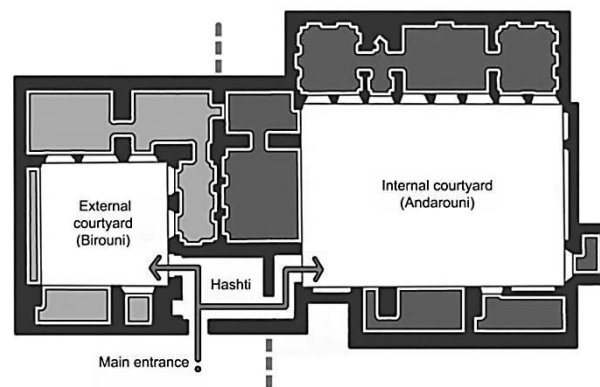 External
courtyard
(Birouni)
Internal courtyard
(Andarouni)
Hashti
Main entrance